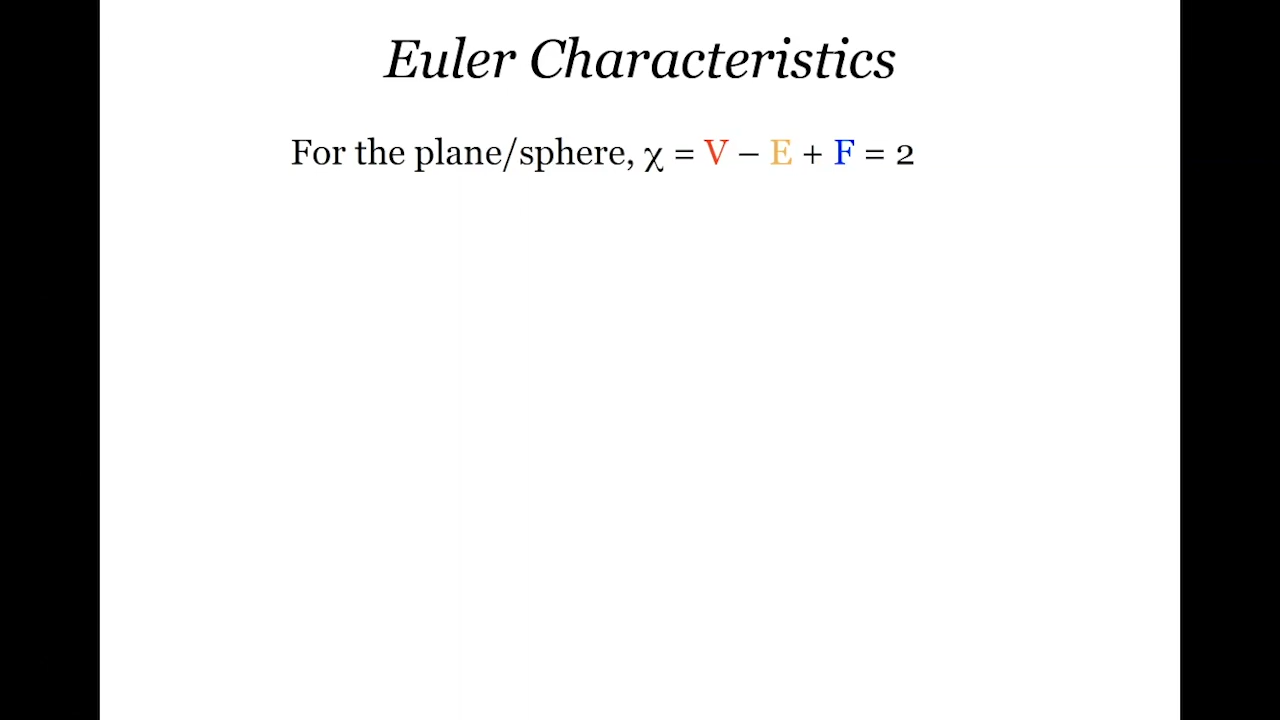 Euler Characteristics
For the plane/sphere, χ = V – E + F = 2